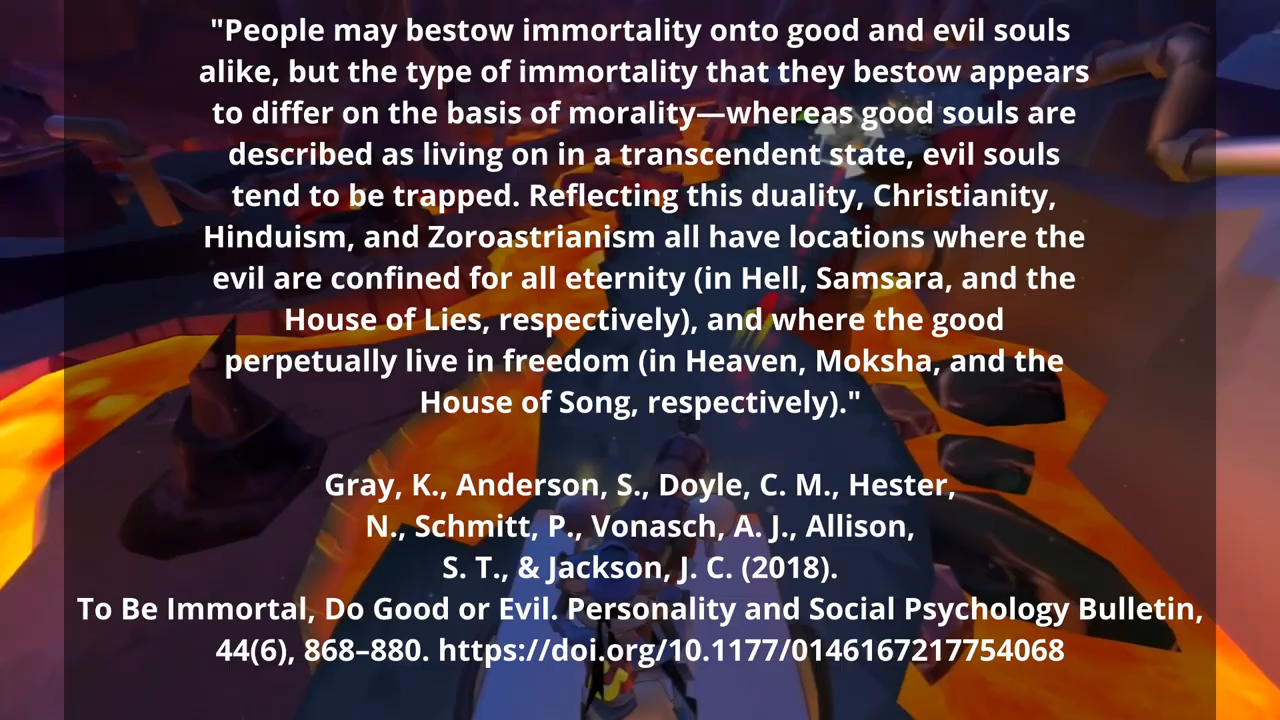 "People may bestow immortality onto good and evil souls
alike, but the type of immortality that they bestow appears
to differ on the basis of morality—whereas good souls are
described as living on in a transcendent state, evil souls
tend to be trapped. Reflecting this duality, Christianity,
Hinduism, and Zoroastrianism all have locations where the
evil are confined for all eternity (in Hell, Samsara, and the
House of Lies, respectively), and where the good
perpetually live in freedom (in Heaven, Moksha, and the
House of Song, respectively)."
Gray, K., Anderson, S., Doyle, C. M., Hester,
N., Schmitt, P., Vonasch, A. J., Allison,
S. T., & Jackson, J. C. (2018).
To Be Immortal, Do Good or Evil. Personality and Social Psychology Bulletin,
44(6), 868–880. https://doi.org/10.1177/0146167217754068